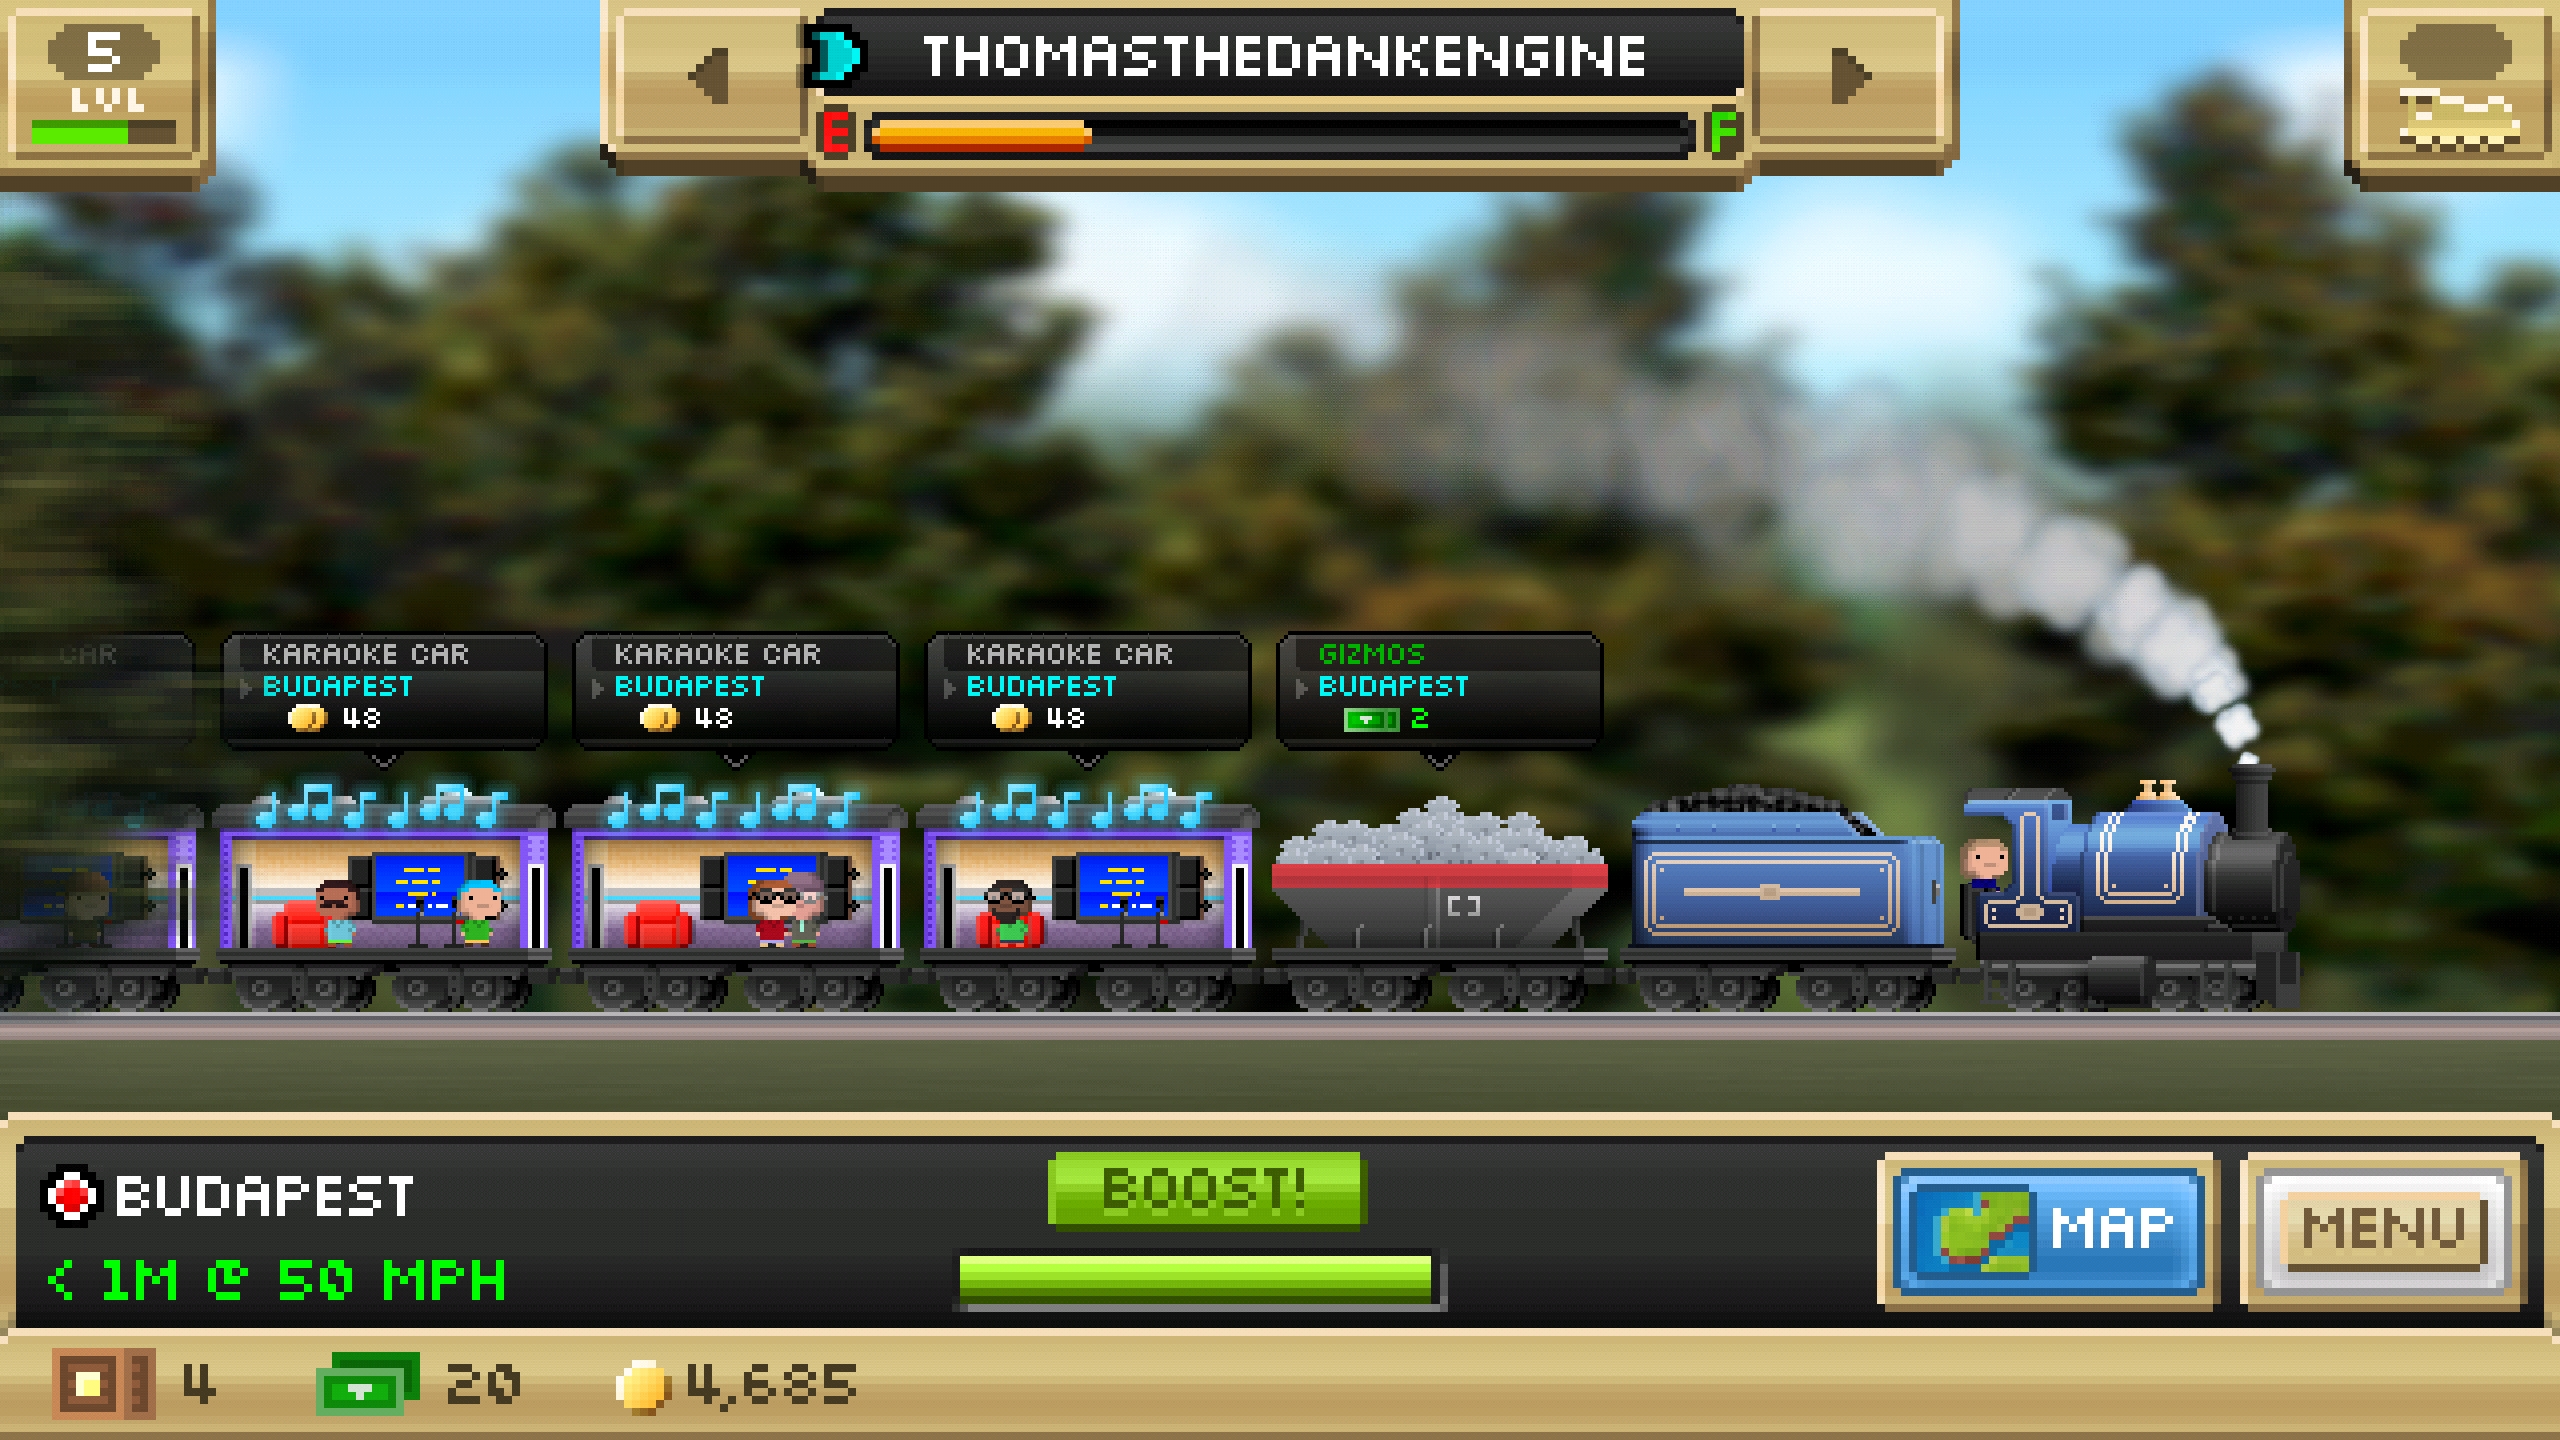 5
LVL
THOMASTHEDANKENGINE
E F
CAR
KARAOKE CAR
BUDAPEST
48
KARAOKE CAR
BUDAPEST
48
KARAOKE CAR
BUDAPEST
48
GIZMOS
BUDAPEST
2
BUDAPEST
< 1M @ 50 MPH
BOOST!
MAP
MENU
4
20
4,685